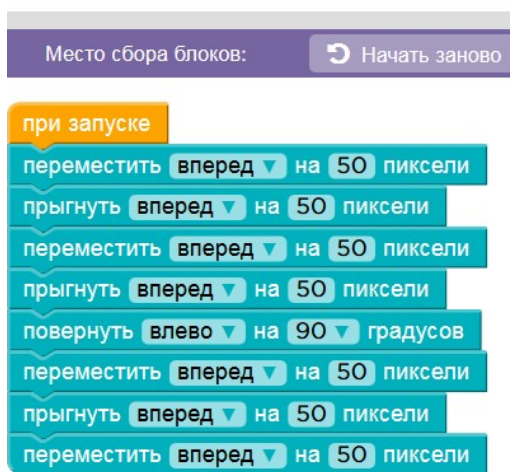 Место сбора блоков: Начать заново
при запуске
переместить вперед на 50 пиксели
прыгнуть вперед на 50 пиксели
переместить вперед на 50 пиксели
прыгнуть вперед на 50 пиксели
повернуть влево на 90 градусов
переместить вперед на 50 пиксели
прыгнуть вперед на 50 пиксели
переместить вперед на 50 пиксели